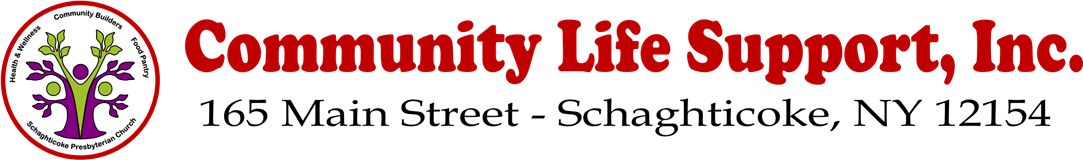 Community Builders
Health & Wellness
Food Pantry
Schaghticoke Presbyterian Church
Community Life Support, Inc.
165 Main Street - Schaghticoke, NY 12154